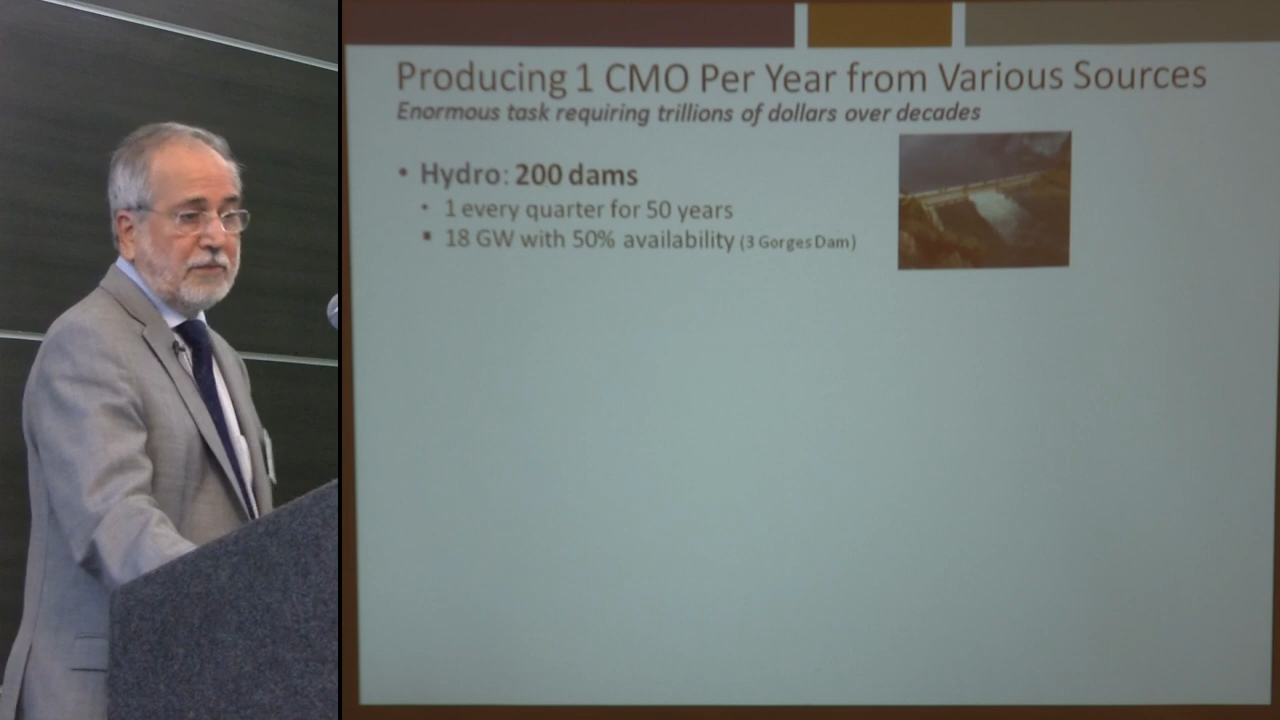 Producing 1 CMO Per Year from Various Sources
Enormous task requiring trillions of dollars over decades
• Hydro: 200 dams
• 1 every quarter for 50 years
▪ 18 GW with 50% availability (3 Gorges Dam)